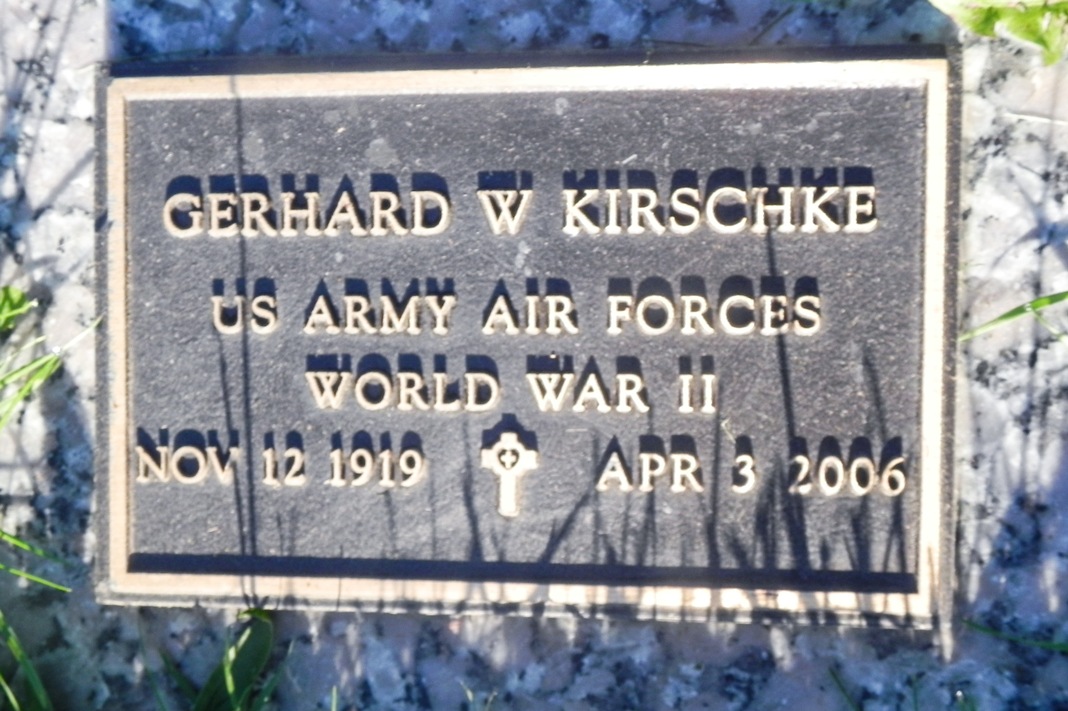 GERHARD W KIRSCHKE
US ARMY AIR FORCES
WORLD WAR II
NOV 12 1919 APR 3 2006